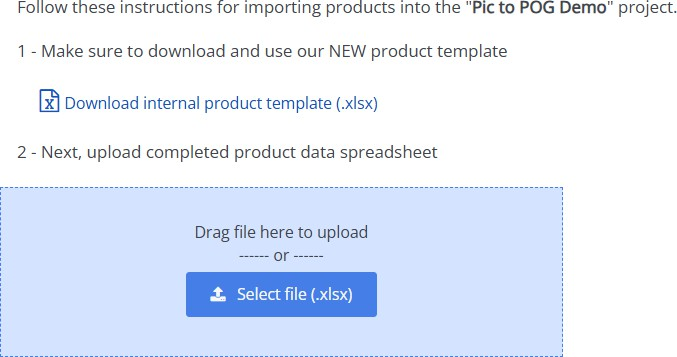 Follow these instructions for importing products into the "Pic to POG Demo" project.
1 - Make sure to download and use our NEW product template
Download internal product template (.xlsx)
2 - Next, upload completed product data spreadsheet
Drag file here to upload
------ or ------
Select file (.xlsx)